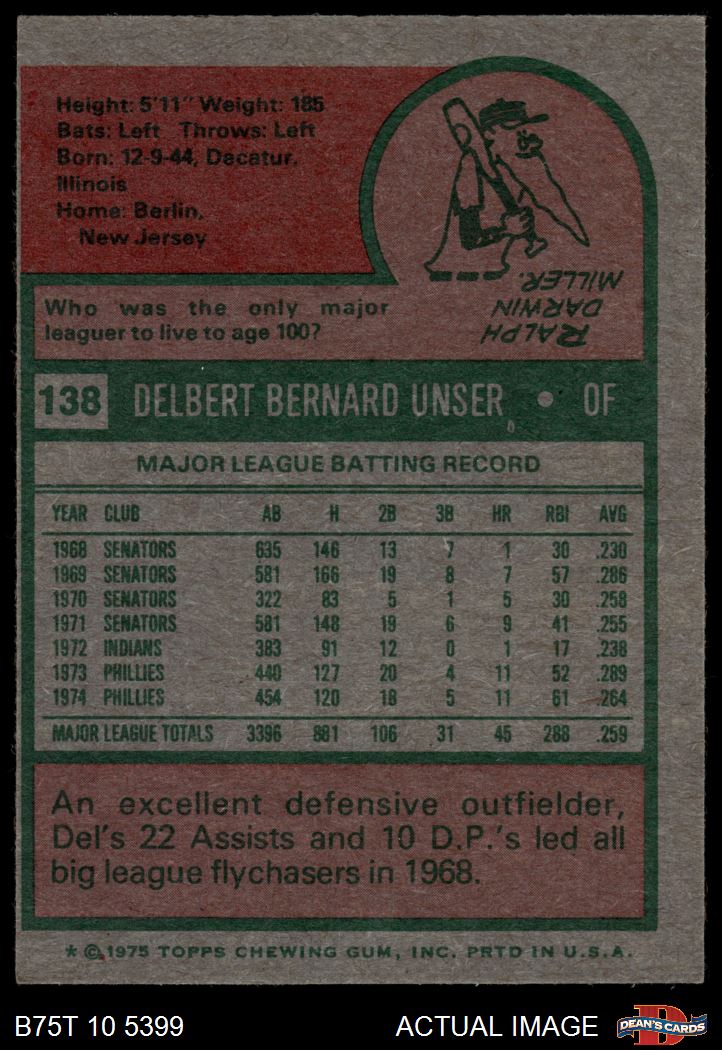 Height: 5'11" Weight: 185
Bats: Left Throws: Left
Born: 12-9-44, Decatur,
Illinois
Home: Berlin,
New Jersey
Who was the only major
leaguer to live to age 100?
RALPH
DARWIN
MILLER.
138 DELBERT BERNARD UNSER • OF
MAJOR LEAGUE BATTING RECORD
YEAR CLUB AB H 2B 3B HR RBI AVG
1968 SENATORS 635 146 13 7 1 30 .230
1969 SENATORS 581 166 19 8 7 57 .286
1970 SENATORS 322 83 5 1 5 30 .258
1971 SENATORS 581 148 19 6 9 41 .255
1972 INDIANS 383 91 12 0 1 17 .238
1973 PHILLIES 440 127 20 4 11 52 .289
1974 PHILLIES 454 120 18 5 11 61 .264
MAJOR LEAGUE TOTALS 3396 881 106 31 45 288 .259
An excellent defensive outfielder,
Del's 22 Assists and 10 D.P.'s led all
big league flychasers in 1968.
* © 1975 TOPPS CHEWING GUM, INC. PRTD IN U.S.A.
B75T 10 5399 ACTUAL IMAGE D DEAN'S CARDS